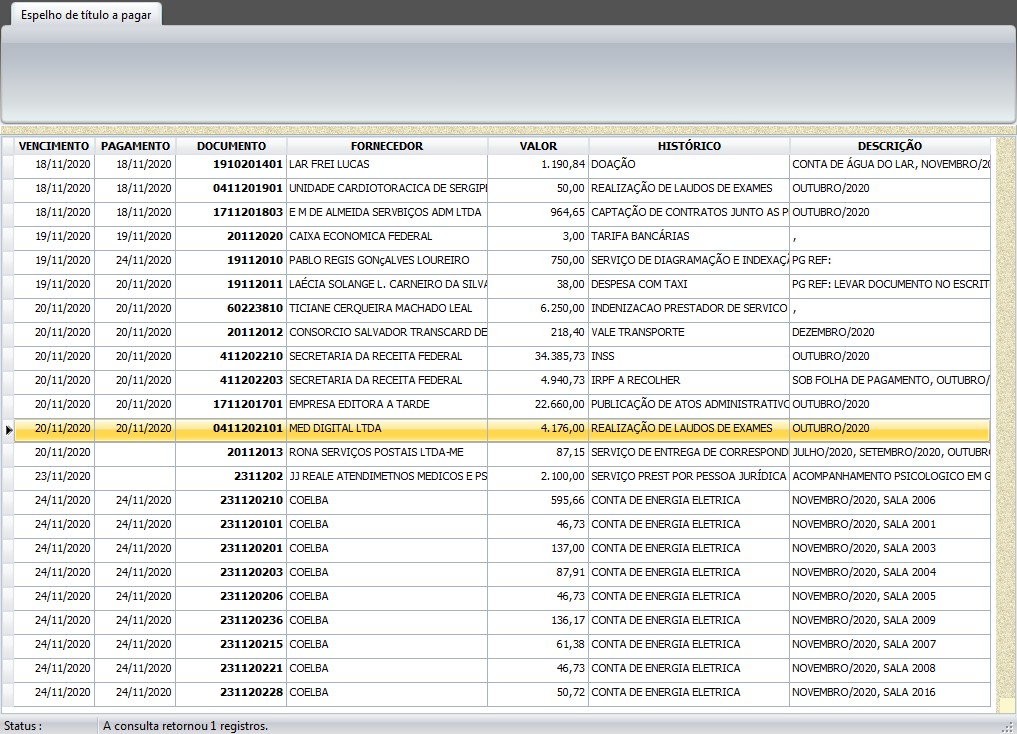 Espelho de título a pagar
VENCIMENTO PAGAMENTO DOCUMENTO FORNECEDOR VALOR HISTÓRICO DESCRIÇÃO
18/11/2020 18/11/2020 1910201401 LAR FREI LUCAS 1.190,84 DOAÇÃO CONTA DE ÁGUA DO LAR, NOVEMBRO/20
18/11/2020 18/11/2020 0411201901 UNIDADE CARDIOTORACICA DE SERGIPI 50,00 REALIZAÇÃO DE LAUDOS DE EXAMES OUTUBRO/2020
18/11/2020 18/11/2020 1711201803 E M DE ALMEIDA SERVBIÇOS ADM LTDA 964,65 CAPTAÇÃO DE CONTRATOS JUNTO AS P OUTUBRO/2020
19/11/2020 19/11/2020 20112020 CAIXA ECONOMICA FEDERAL 3,00 TARIFA BANCÁRIAS ,
19/11/2020 24/11/2020 19112010 PABLO REGIS GONçALVES LOUREIRO 750,00 SERVIÇO DE DIAGRAMAÇÃO E INDEXAÇÃ PG REF:
19/11/2020 20/11/2020 19112011 LAÉCIA SOLANGE L. CARNEIRO DA SILVA 38,00 DESPESA COM TAXI PG REF: LEVAR DOCUMENTO NO ESCRIT
20/11/2020 20/11/2020 60223810 TICIANE CERQUEIRA MACHADO LEAL 6.250,00 INDENIZACAO PRESTADOR DE SERVICO ,
20/11/2020 20/11/2020 20112012 CONSORCIO SALVADOR TRANSCARD DE 218,40 VALE TRANSPORTE DEZEMBRO/2020
20/11/2020 20/11/2020 411202210 SECRETARIA DA RECEITA FEDERAL 34.385,73 INSS OUTUBRO/2020
20/11/2020 20/11/2020 411202203 SECRETARIA DA RECEITA FEDERAL 4.940,73 IRPF A RECOLHER SOB FOLHA DE PAGAMENTO, OUTUBRO/
20/11/2020 20/11/2020 1711201701 EMPRESA EDITORA A TARDE 22.660,00 PUBLICAÇÃO DE ATOS ADMINISTRATIVO OUTUBRO/2020
20/11/2020 20/11/2020 0411202101 MED DIGITAL LTDA 4.176,00 REALIZAÇÃO DE LAUDOS DE EXAMES OUTUBRO/2020
20/11/2020 20112013 RONA SERVIÇOS POSTAIS LTDA-ME 87,15 SERVIÇO DE ENTREGA DE CORRESPOND JULHO/2020, SETEMBRO/2020, OUTUBR
23/11/2020 2311202 JJ REALE ATENDIMETNOS MEDICOS E PS 2.100,00 SERVIÇO PREST POR PESSOA JURÍDICA ACOMPANHAMENTO PSICOLOGICO EM G
24/11/2020 24/11/2020 231120210 COELBA 595,66 CONTA DE ENERGIA ELETRICA NOVEMBRO/2020, SALA 2006
24/11/2020 24/11/2020 231120101 COELBA 46,73 CONTA DE ENERGIA ELETRICA NOVEMBRO/2020, SALA 2001
24/11/2020 24/11/2020 231120201 COELBA 137,00 CONTA DE ENERGIA ELETRICA NOVEMBRO/2020, SALA 2003
24/11/2020 24/11/2020 231120203 COELBA 87,91 CONTA DE ENERGIA ELETRICA NOVEMBRO/2020, SALA 2004
24/11/2020 24/11/2020 231120206 COELBA 46,73 CONTA DE ENERGIA ELETRICA NOVEMBRO/2020, SALA 2005
24/11/2020 24/11/2020 231120236 COELBA 136,17 CONTA DE ENERGIA ELETRICA NOVEMBRO/2020, SALA 2009
24/11/2020 24/11/2020 231120215 COELBA 61,38 CONTA DE ENERGIA ELETRICA NOVEMBRO/2020, SALA 2007
24/11/2020 24/11/2020 231120221 COELBA 46,73 CONTA DE ENERGIA ELETRICA NOVEMBRO/2020, SALA 2008
24/11/2020 24/11/2020 231120228 COELBA 50,72 CONTA DE ENERGIA ELETRICA NOVEMBRO/2020, SALA 2016
Status : A consulta retornou 1 registros.